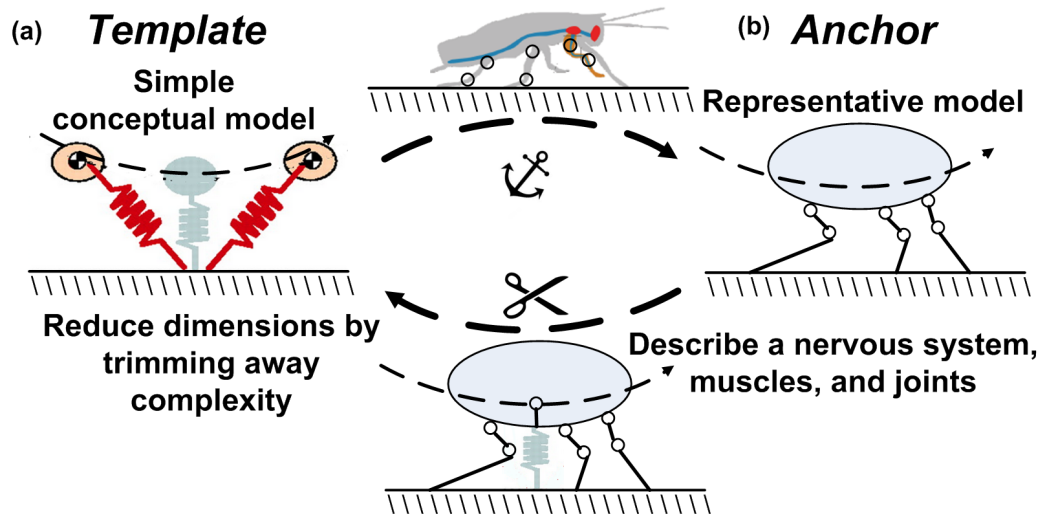 (a) Template
Simple
conceptual model
(b) Anchor
Representative model
Reduce dimensions by
trimming away
complexity
Describe a nervous system,
muscles, and joints